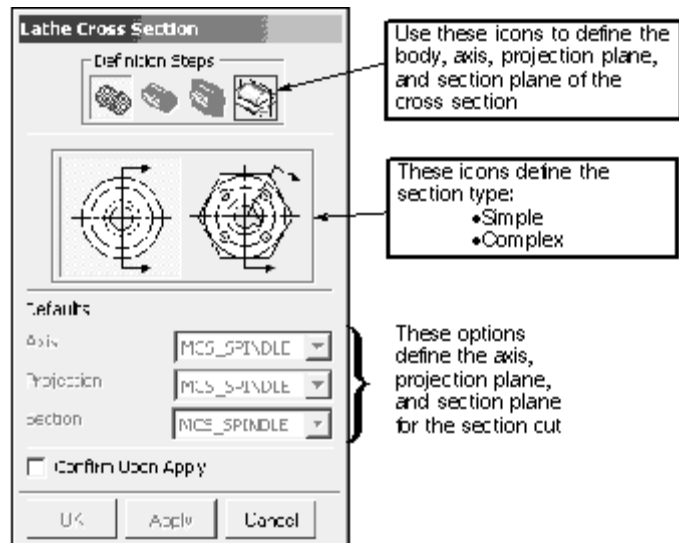 Lathe Cross Section
Definition Steps
Use these icons to define the
body, axis, projection plane,
and section plane of the
cross section
These icons define the
section type:
•Simple
•Complex
Defaults
Axis
MCS_SPINDLE
Projection
MCS_SPINDLE
Section
MCS_SPINDLE
These options
define the axis,
projection plane,
and section plane
for the section cut
Confirm Upon Apply
OK
Apply
Cancel